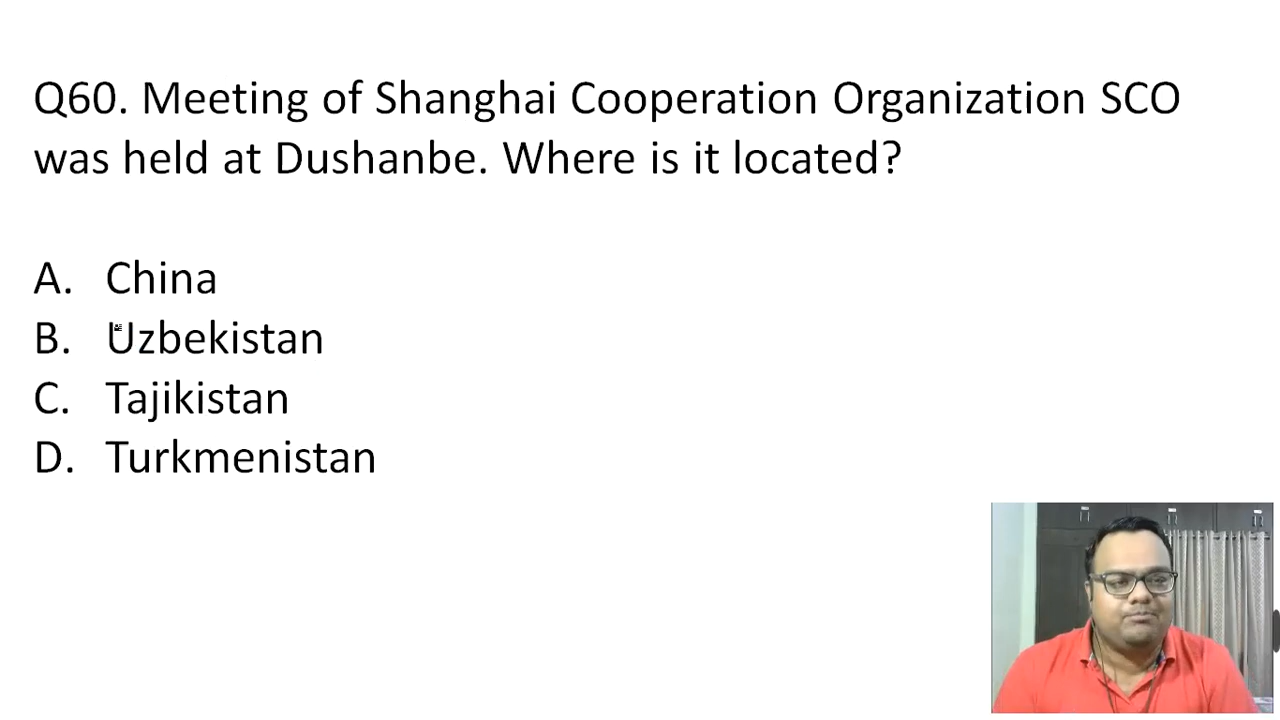 Q60. Meeting of Shanghai Cooperation Organization SCO
was held at Dushanbe. Where is it located?
A. China
B. Uzbekistan
C. Tajikistan
D. Turkmenistan